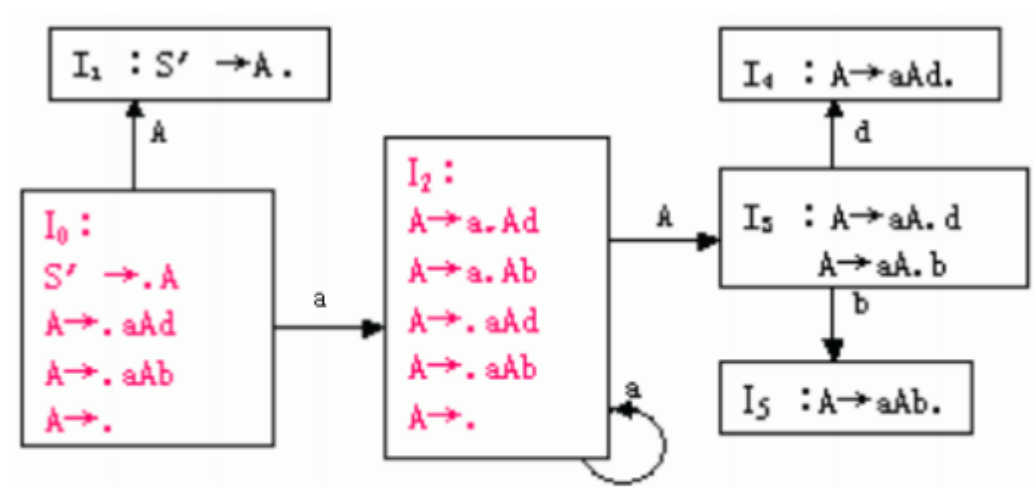 I₁ : S′ →A.
A
I₀:
S′ →.A
A→.aAd
A→.aAb
A→.
a
I₂:
A→a.Ad
A→a.Ab
A→.aAd
A→.aAb
A→.
a
A
I₄ : A→aAd.
d
I₃ : A→aA.d
A→aA.b
b
I₅ :A→aAb.